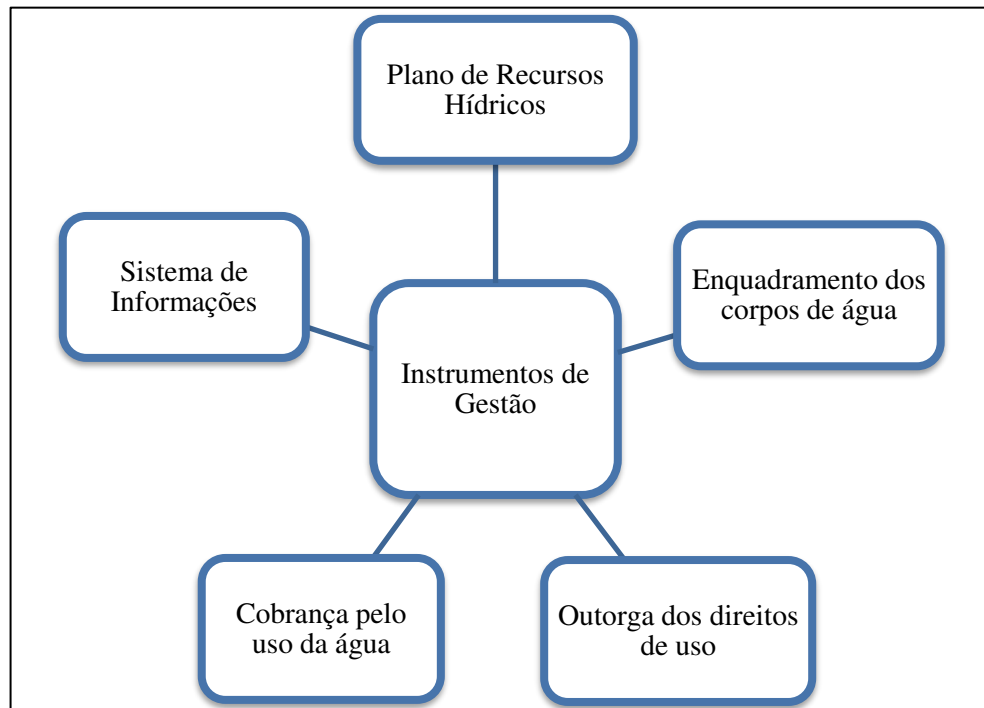 Plano de Recursos
Hídricos
Sistema de
Informações
Enquadramento dos
corpos de água
Instrumentos de
Gestão
Cobrança pelo
uso da água
Outorga dos direitos
de uso